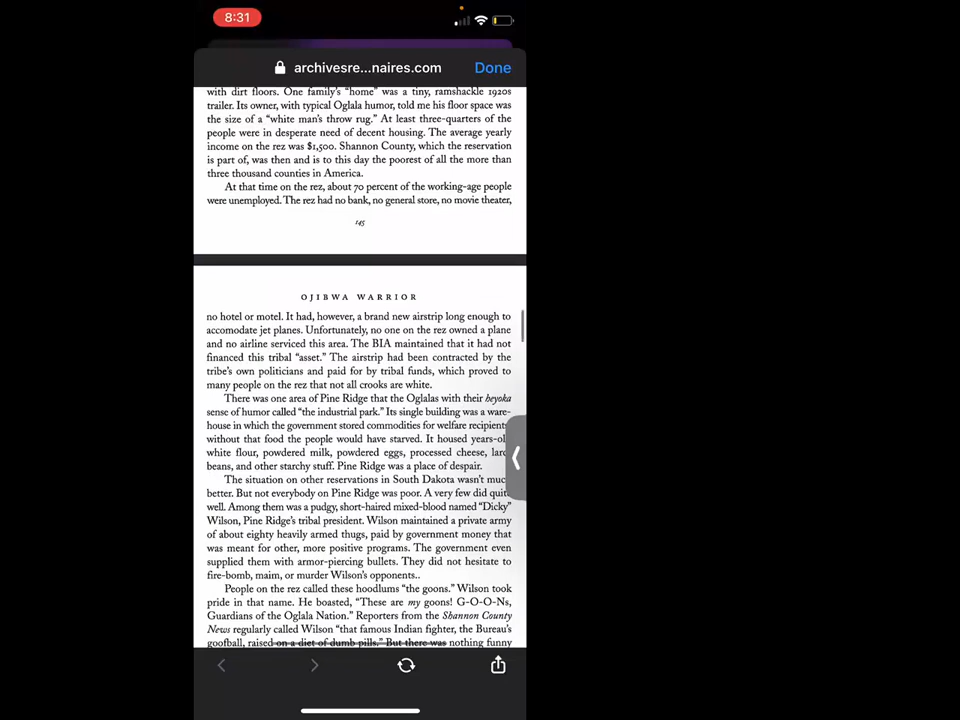 8:31
archivesre...naires.com
Done
with dirt floors. One family's "home" was a tiny, ramshackle 1920s
trailer. Its owner, with typical Oglala humor, told me his floor space was
the size of a "white man's throw rug." At least three-quarters of the
people were in desperate need of decent housing. The average yearly
income on the rez was $1,500. Shannon County, which the reservation
is part of, was then and is to this day the poorest of all the more than
three thousand counties in America.
At that time on the rez, about 70 percent of the working-age people
were unemployed. The rez had no bank, no general store, no movie theater,
145
OJIBWA WARRIOR
no hotel or motel. It had, however, a brand new airstrip long enough to
accomodate jet planes. Unfortunately, no one on the rez owned a plane
and no airline serviced this area. The BIA maintained that it had not
financed this tribal "asset." The airstrip had been contracted by the
tribe's own politicians and paid for by tribal funds, which proved to
many people on the rez that not all crooks are white.
There was one area of Pine Ridge that the Oglalas with their heyoka
sense of humor called "the industrial park." Its single building was a ware-
house in which the government stored commodities for welfare recipients
without that food the people would have starved. It housed years-ol
white flour, powdered milk, powdered eggs, processed cheese, lard
beans, and other starchy stuff. Pine Ridge was a place of despair.
The situation on other reservations in South Dakota wasn't much
better. But not everybody on Pine Ridge was poor. A very few did quite
well. Among them was a pudgy, short-haired mixed-blood named "Dicky"
Wilson, Pine Ridge's tribal president. Wilson maintained a private army
of about eighty heavily armed thugs, paid by government money that
was meant for other, more positive programs. The government even
supplied them with armor-piercing bullets. They did not hesitate to
fire-bomb, maim, or murder Wilson's opponents..
People on the rez called these hoodlums "the goons." Wilson took
pride in that name. He boasted, "These are my goons! G-O-O-Ns,
Guardians of the Oglala Nation." Reporters from the Shannon County
News regularly called Wilson "that famous Indian fighter, the Bureau's
goofball, raised on a diet of dumb pills." But there was nothing funny